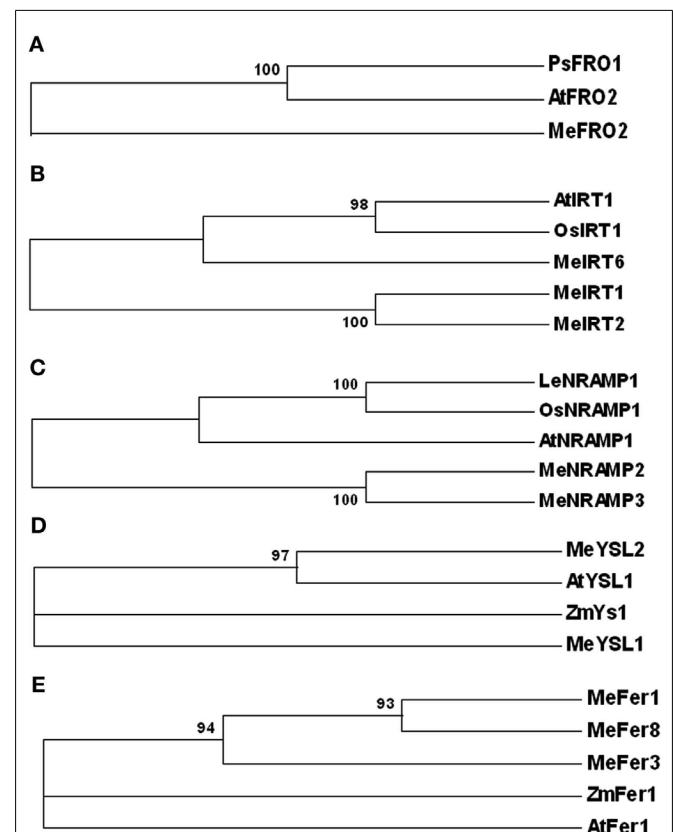 A
100
PsFRO1
AtFRO2
MeFRO2
B
98
AtIRT1
OsIRT1
MeIRT6
MeIRT1
100
MeIRT2
C
100
LeNRAMP1
OsNRAMP1
AtNRAMP1
MeNRAMP2
100
MeNRAMP3
D
97
MeYSL2
AtYSL1
ZmYs1
MeYSL1
E
93
MeFer1
94
MeFer8
MeFer3
ZmFer1
AtFer1